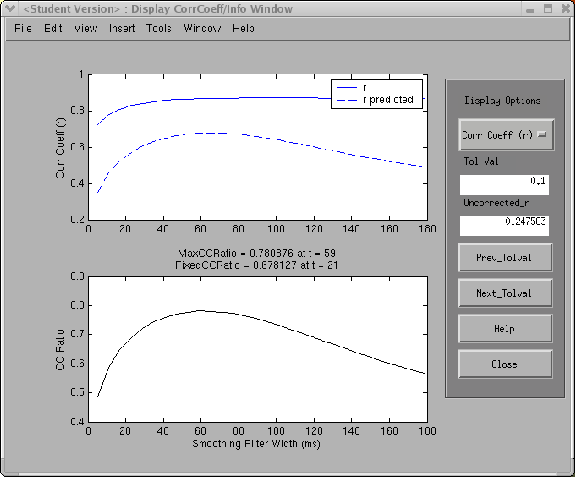 <Student Version> : Display CorrCoeff/Info Window
File Edit View Insert Tools Window Help
1
0.8
0.6
0.4
0.2
Corr Coeff (r)
r
r predicted
0 20 40 60 80 100 120 140 160 180
MaxCCRatio = 0.780876 at t = 59
FixedCCRatio = 0.678127 at t = 21
0.9
0.8
0.7
0.6
0.5
0.4
CC Ratio
0 20 40 60 80 100 120 140 160 180
Smoothing Filter Width (ms)
Display Options
Corr Coeff (r)
Tol Val
0.1
Uncorrected_r
0.247503
Prev_Tolval
Next_Tolval
Help
Close